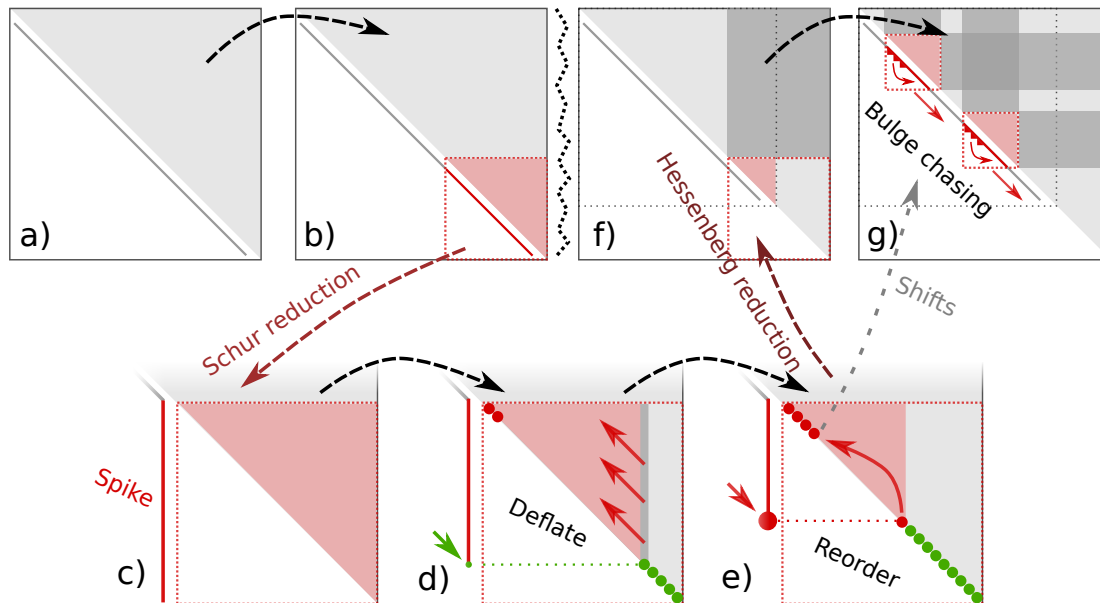 a)
b)
f)
g)
Bulge chasing
Schur reduction
Hessenberg reduction
Shifts
Spike
c)
Deflate
d)
Reorder
e)